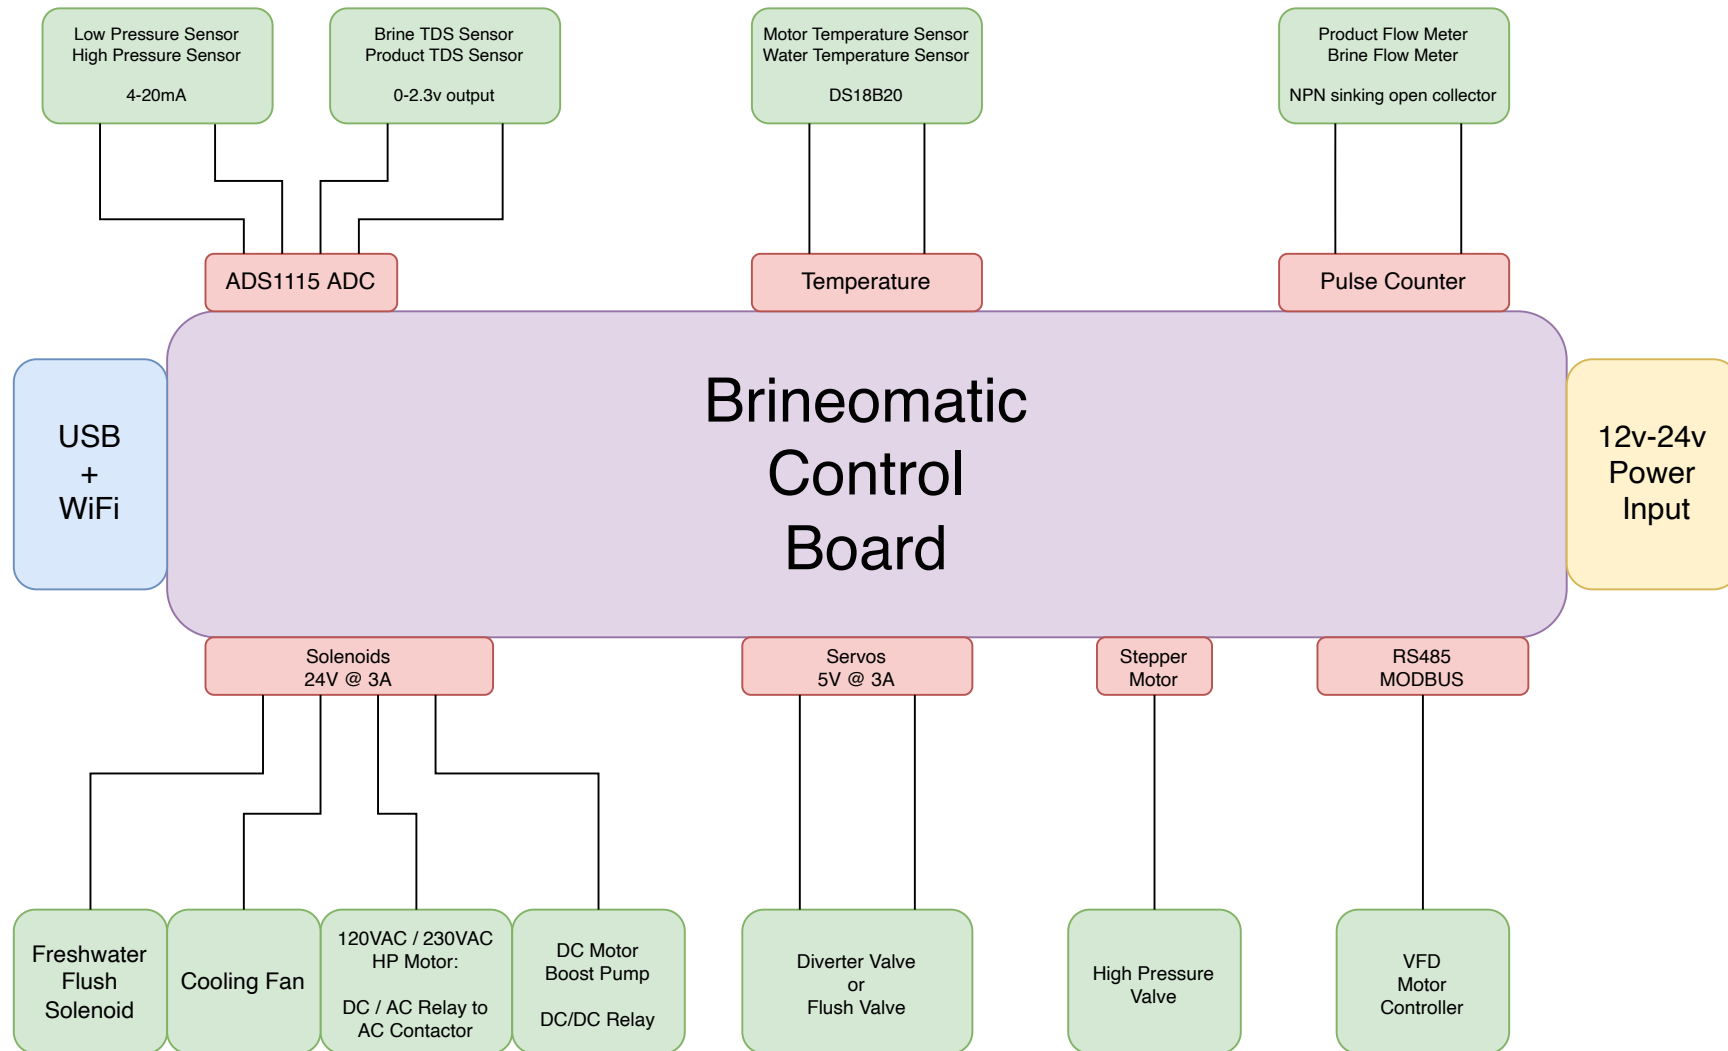 Low Pressure Sensor
High Pressure Sensor
4-20mA
Brine TDS Sensor
Product TDS Sensor
0-2.3v output
Motor Temperature Sensor
Water Temperature Sensor
DS18B20
Product Flow Meter
Brine Flow Meter
NPN sinking open collector
ADS1115 ADC
Temperature
Pulse Counter
USB
+
WiFi
Brineomatic
Control
Board
12v-24v
Power
Input
Solenoids
24V @ 3A
Servos
5V @ 3A
Stepper
Motor
RS485
MODBUS
Freshwater
Flush
Solenoid
Cooling Fan
120VAC / 230VAC
HP Motor:
DC / AC Relay to
AC Contactor
DC Motor
Boost Pump
DC/DC Relay
Diverter Valve
or
Flush Valve
High Pressure
Valve
VFD
Motor
Controller